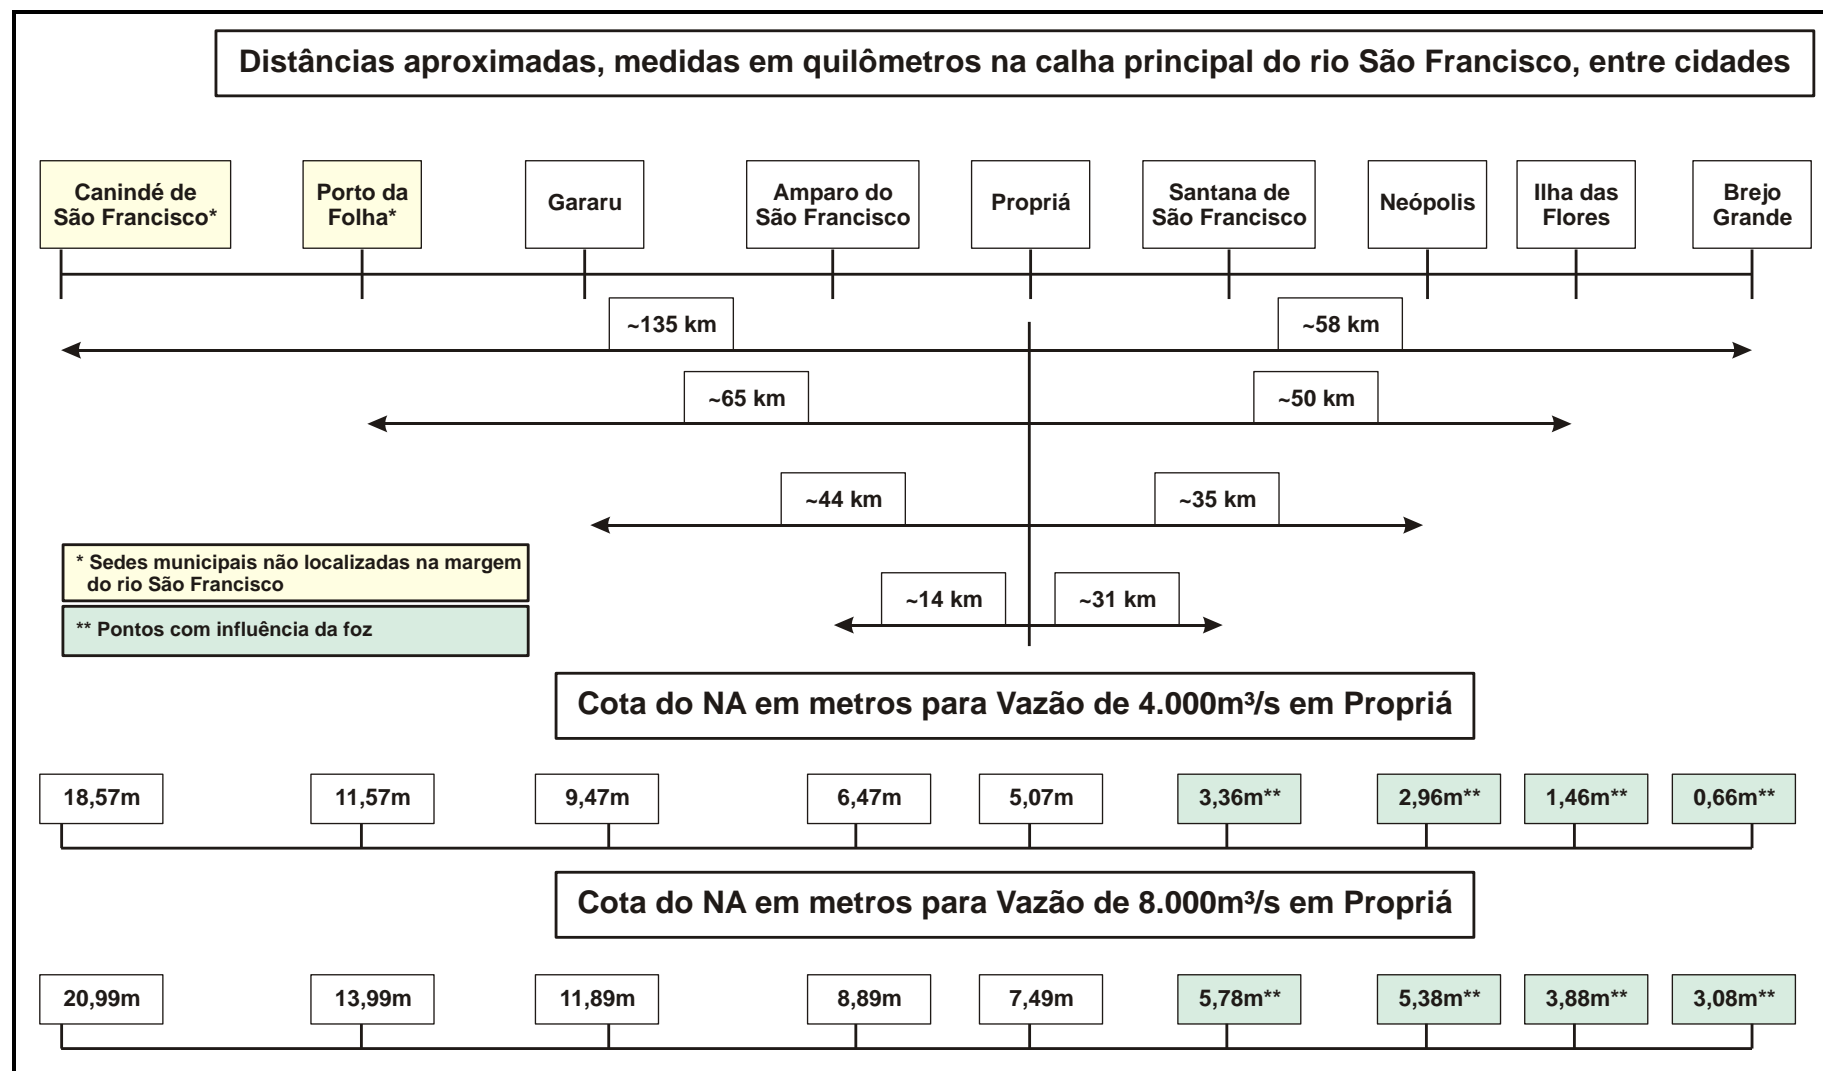 Distâncias aproximadas, medidas em quilômetros na calha principal do rio São Francisco, entre cidades
Canindé de
São Francisco*
Porto da
Folha*
Gararu
Amparo do
São Francisco
Propriá
Santana de
São Francisco
Neópolis
Ilha das
Flores
Brejo
Grande
~135 km
~58 km
~65 km
~50 km
~44 km
~35 km
* Sedes municipais não localizadas na margem
do rio São Francisco
~14 km
~31 km
** Pontos com influência da foz
Cota do NA em metros para Vazão de 4.000m³/s em Propriá
18,57m
11,57m
9,47m
6,47m
5,07m
3,36m**
2,96m**
1,46m**
0,66m**
Cota do NA em metros para Vazão de 8.000m³/s em Propriá
20,99m
13,99m
11,89m
8,89m
7,49m
5,78m**
5,38m**
3,88m**
3,08m**